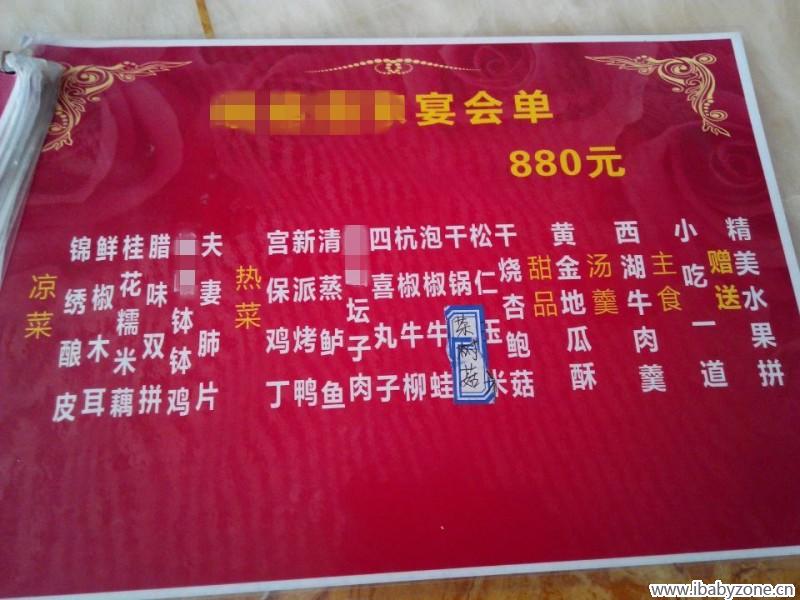 宴会单
880元
凉菜
锦绣酿皮
鲜椒木耳
桂花糯米藕
腊味双拼
钵钵鸡
夫妻肺片
热菜
宫保鸡丁
新派烤鸭
清蒸鲈鱼
坛子肉
四喜丸子
杭椒牛柳
泡椒牛蛙
干锅
茶树菇
松仁玉米
干烧杏鲍菇
甜品
黄金地瓜酥
汤羹
西湖牛肉羹
主食
小吃一道
赠送
精美水果拼
www.ibabyzone.cn